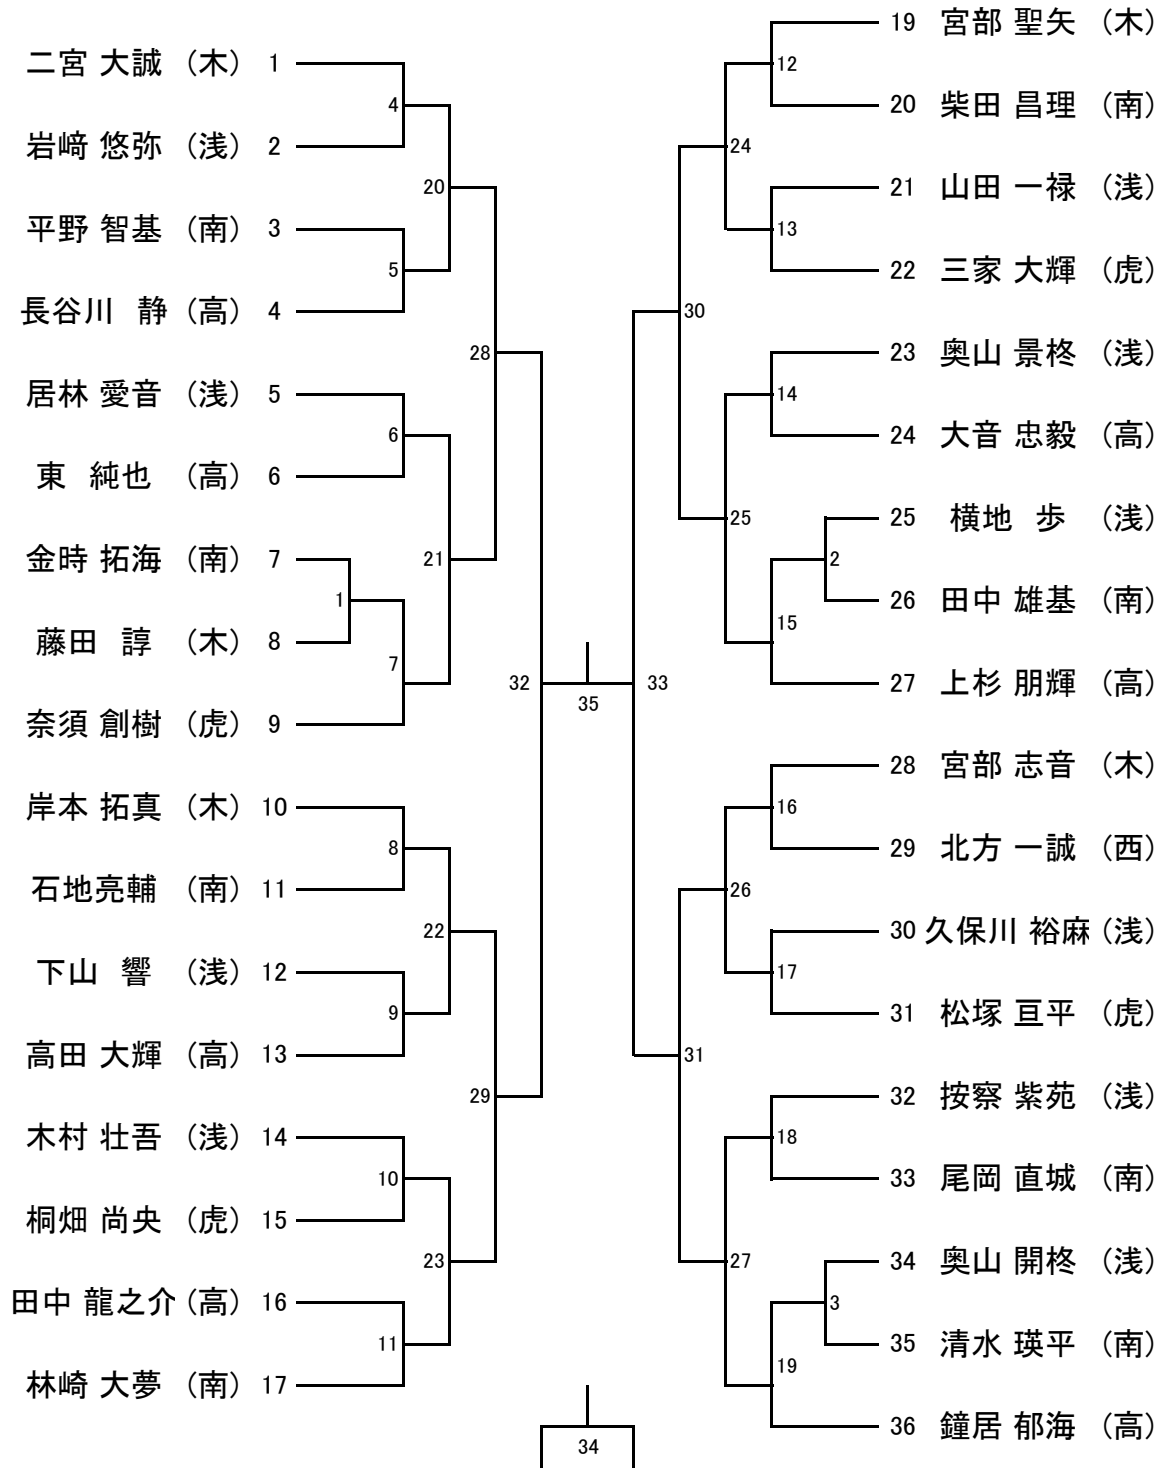 二宮 大誠 （木） 1
岩﨑 悠弥 （浅） 2
平野 智基 （南） 3
長谷川 静 （高） 4
居林 愛音 （浅） 5
東 純也 （高） 6
金時 拓海 （南） 7
藤田 諄 （木） 8
奈須 創樹 （虎） 9
岸本 拓真 （木） 10
石地亮輔 （南） 11
下山 響 （浅） 12
高田 大輝 （高） 13
木村 壮吾 （浅） 14
桐畑 尚央 （虎） 15
田中 龍之介 （高） 16
林崎 大夢 （南） 17
4
5
6
1
7
8
9
10
11
20
21
22
23
28
29
32
35
33
34
30
31
24
25
26
27
12
13
14
2
15
16
17
18
3
19
19 宮部 聖矢 （木）
20 柴田 昌理 （南）
21 山田 一禄 （浅）
22 三家 大輝 （虎）
23 奥山 景柊 （浅）
24 大音 忠毅 （高）
25 横地 歩 （浅）
26 田中 雄基 （南）
27 上杉 朋輝 （高）
28 宮部 志音 （木）
29 北方 一誠 （西）
30 久保川 裕麻 （浅）
31 松塚 亘平 （虎）
32 按察 紫苑 （浅）
33 尾岡 直城 （南）
34 奥山 開柊 （浅）
35 清水 瑛平 （南）
36 鐘居 郁海 （高）